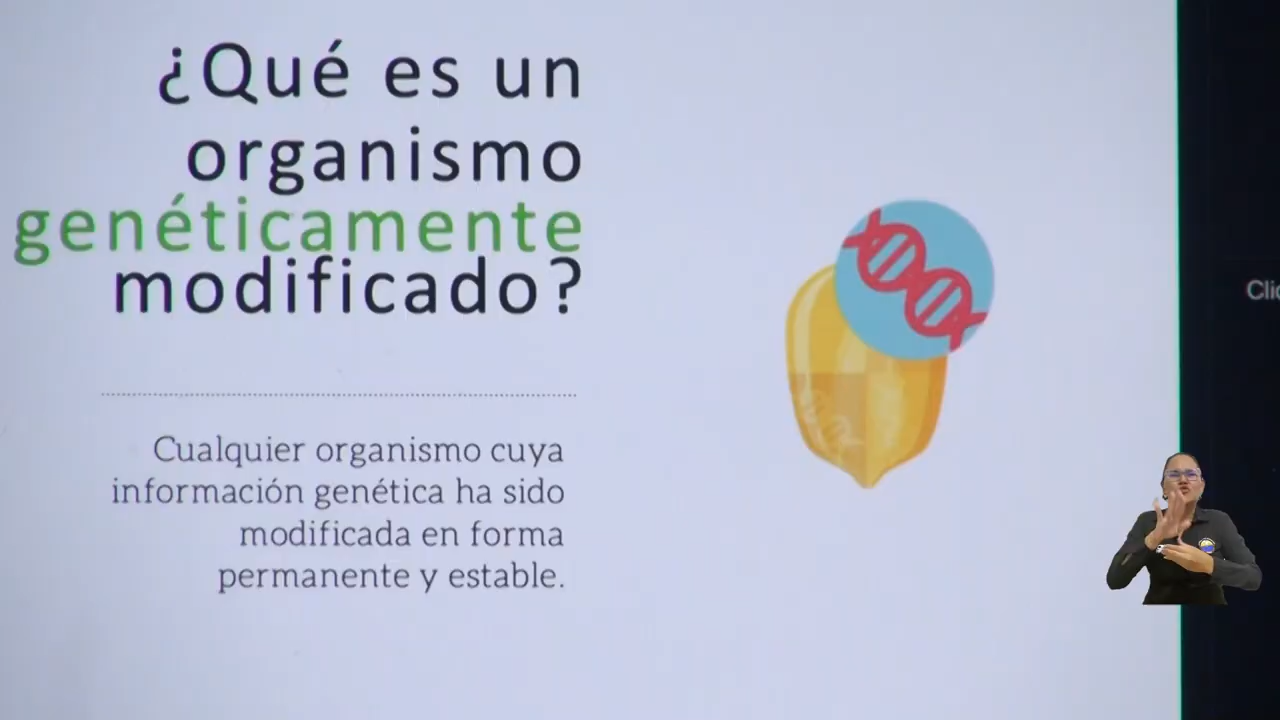 ¿Qué es un
organismo
genéticamente
modificado?
Cualquier organismo cuya
información genética ha sido
modificada en forma
permanente y estable.